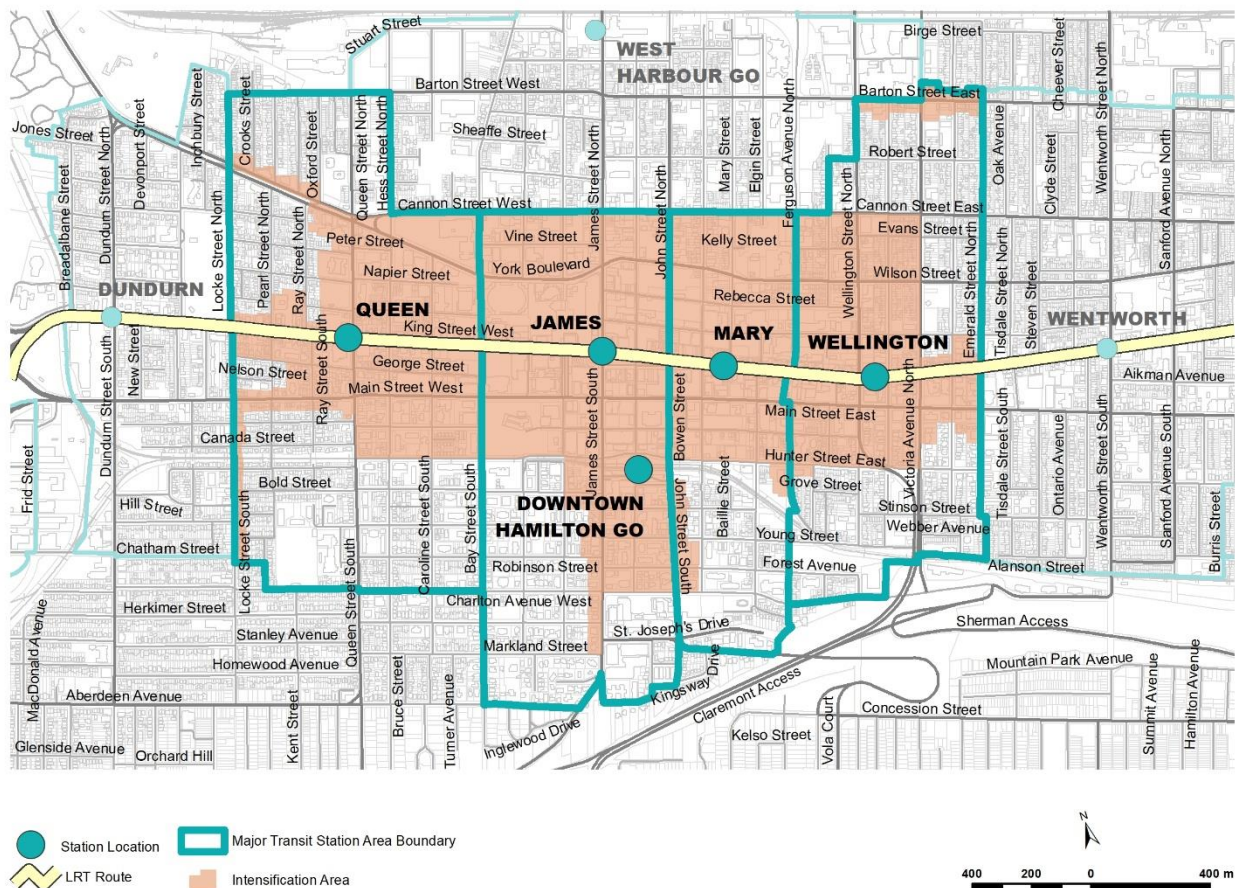 Stuart Street
WEST
HARBOUR GO
Birge Street
Cheever Street
Wentworth Street North
Barton Street West
Barton Street East
Jones Street
Inchbury Street
Crooks Street
Queen Street North
Hess Street North
Sheaffe Street
Mary Street
Elgin Street
Ferguson Avenue North
Robert Street
Oak Avenue
Clyde Street
Sanford Avenue North
Breadalbane Street
Dundurn Street North
Devonport Street
Oxford Street
James Street North
Locke Street North
Pearl Street North
Ray Street North
Cannon Street West
Cannon Street East
Peter Street
Vine Street
John Street North
Kelly Street
Evans Street
Wellington Street North
Napier Street
York Boulevard
Rebecca Street
Wilson Street
Emerald Street North
Tisdale Street North
Steven Street
DUNDURN
QUEEN
King Street West
JAMES
MARY
WELLINGTON
WENTWORTH
New Street
Nelson Street
George Street
Aikman Avenue
Ray Street South
Main Street West
Main Street East
Dundurn Street South
James Street South
Bowen Street
Victoria Avenue North
Canada Street
Hunter Street East
Frid Street
Bold Street
Hill Street
DOWNTOWN
HAMILTON GO
Baillie Street
Grove Street
Stinson Street
Webber Avenue
Tisdale Street South
Ontario Avenue
Wentworth Street South
Sanford Avenue South
Chatham Street
Locke Street South
Caroline Street South
Bay Street South
John Street South
Young Street
Forest Avenue
Alanson Street
Burris Street
Robinson Street
Herkimer Street
Queen Street South
Charlton Avenue West
Stanley Avenue
St. Joseph's Drive
Sherman Access
MacDonald Avenue
Homewood Avenue
Markland Street
Mountain Park Avenue
Aberdeen Avenue
Kent Street
Bruce Street
Turner Avenue
Kingsway Drive
Claremont Access
Concession Street
Summit Avenue
Hamilton Avenue
Glenside Avenue
Orchard Hill
Inglewood Drive
Kelso Street
Vola Court
Station Location
Major Transit Station Area Boundary
LRT Route
Intensification Area
N
400 200 0 400 m